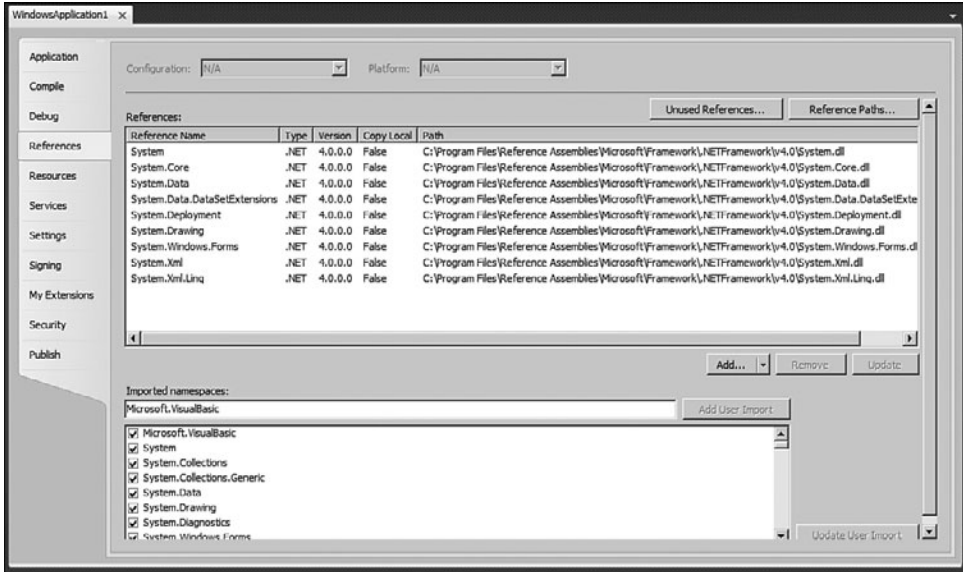 WindowsApplication1 ×
Application
Compile
Debug
References
Resources
Services
Settings
Signing
My Extensions
Security
Publish
Configuration: N/A Platform: N/A
Unused References... Reference Paths...
References:
Reference Name Type Version Copy Local Path
System .NET 4.0.0.0 False C:\Program Files\Reference Assemblies\Microsoft\Framework\.NETFramework\v4.0\System.dll
System.Core .NET 4.0.0.0 False C:\Program Files\Reference Assemblies\Microsoft\Framework\.NETFramework\v4.0\System.Core.dll
System.Data .NET 4.0.0.0 False C:\Program Files\Reference Assemblies\Microsoft\Framework\.NETFramework\v4.0\System.Data.dll
System.Data.DataSetExtensions .NET 4.0.0.0 False C:\Program Files\Reference Assemblies\Microsoft\Framework\.NETFramework\v4.0\System.Data.DataSetExte
System.Deployment .NET 4.0.0.0 False C:\Program Files\Reference Assemblies\Microsoft\Framework\.NETFramework\v4.0\System.Deployment.dll
System.Drawing .NET 4.0.0.0 False C:\Program Files\Reference Assemblies\Microsoft\Framework\.NETFramework\v4.0\System.Drawing.dll
System.Windows.Forms .NET 4.0.0.0 False C:\Program Files\Reference Assemblies\Microsoft\Framework\.NETFramework\v4.0\System.Windows.Forms.dl
System.Xml .NET 4.0.0.0 False C:\Program Files\Reference Assemblies\Microsoft\Framework\.NETFramework\v4.0\System.Xml.dll
System.Xml.Linq .NET 4.0.0.0 False C:\Program Files\Reference Assemblies\Microsoft\Framework\.NETFramework\v4.0\System.Xml.Linq.dll
Add... Remove Update
Imported namespaces:
Microsoft.VisualBasic Add User Import
Microsoft.VisualBasic
System
System.Collections
System.Collections.Generic
System.Data
System.Drawing
System.Diagnostics
System.Windows.Forms
Update User Import